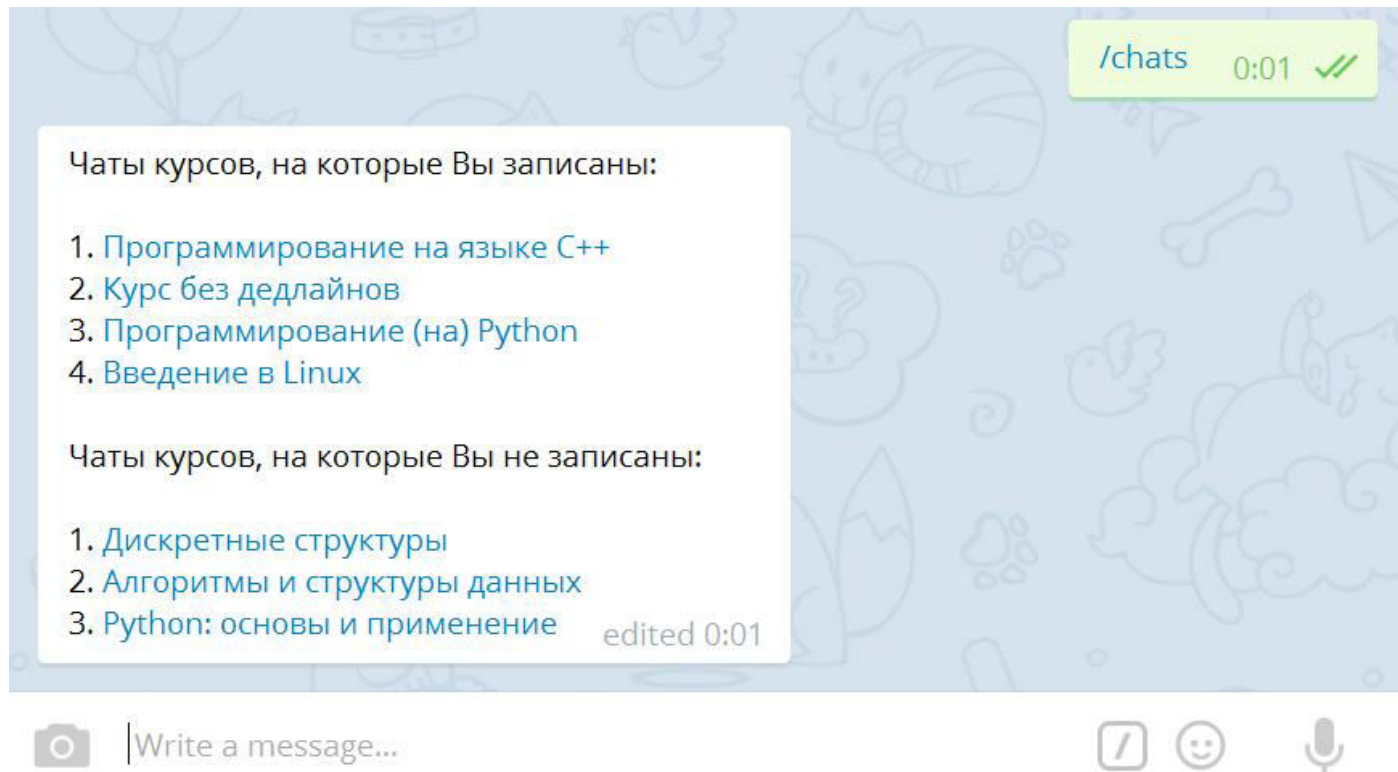 /chats 0:01
Чаты курсов, на которые Вы записаны:
1. Программирование на языке C++
2. Курс без дедлайнов
3. Программирование (на) Python
4. Введение в Linux
Чаты курсов, на которые Вы не записаны:
1. Дискретные структуры
2. Алгоритмы и структуры данных
3. Python: основы и применение
edited 0:01
Write a message...